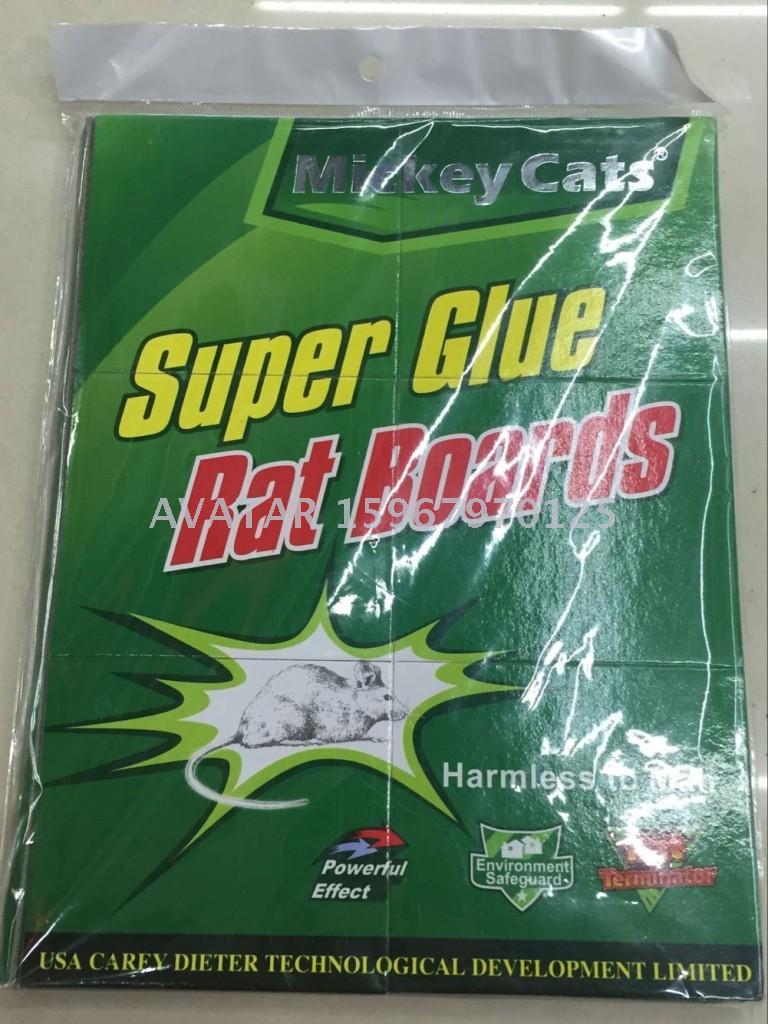 Mickey Cats®
Super Glue
Rat Boards
AVATAR 15967970125
Harmless to
Powerful
Effect
Environment
Safeguard
Terminator
USA CAREY DIETER TECHNOLOGICAL DEVELOPMENT LIMITED